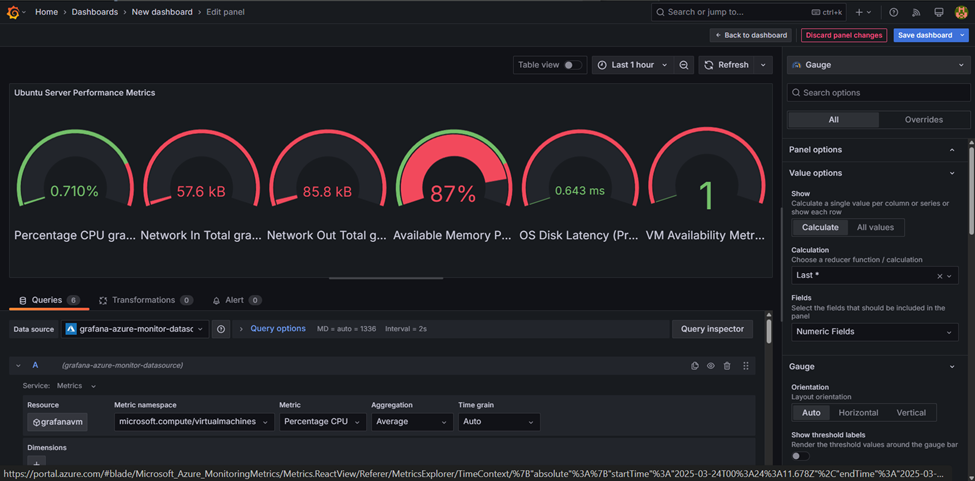 Home > Dashboards > New dashboard > Edit panel
Search or jump to... ctrl+k
Back to dashboard Discard panel changes Save dashboard
Table view Last 1 hour Refresh
Gauge
Ubuntu Server Performance Metrics
Search options
All Overrides
0.710% 57.6 kB 85.8 kB 87% 0.643 ms 1
Percentage CPU gra... Network In Total gra... Network Out Total g... Available Memory P... OS Disk Latency (Pr... VM Availability Metr...
Panel options
Value options
Show
Calculate a single value per column or series or
show each row
Calculate All values
Calculation
Choose a reducer function / calculation
Last *
Fields
Select the fields that should be included in the
panel
Numeric Fields
Gauge
Orientation
Layout orientation
Auto Horizontal Vertical
Show threshold labels
Render the threshold values around the gauge bar
Queries 6 Transformations 0 Alert 0
Data source grafana-azure-monitor-datasc Query options MD = auto = 1336 Interval = 2s Query inspector
A (grafana-azure-monitor-datasource)
Service: Metrics
Resource Metric namespace Metric Aggregation Time grain
grafanavm microsoft.compute/virtualmachines Percentage CPU Average Auto
Dimensions
https://portal.azure.com/#blade/Microsoft_Azure_MonitoringMetrics/Metrics.ReactView/Referer/MetricsExplorer/TimeContext/%7B"absolute"%3A%7B"startTime"%3A"2025-03-24T00%3A24%3A11.678Z"%2C"endTime"%3A"2025-03-...